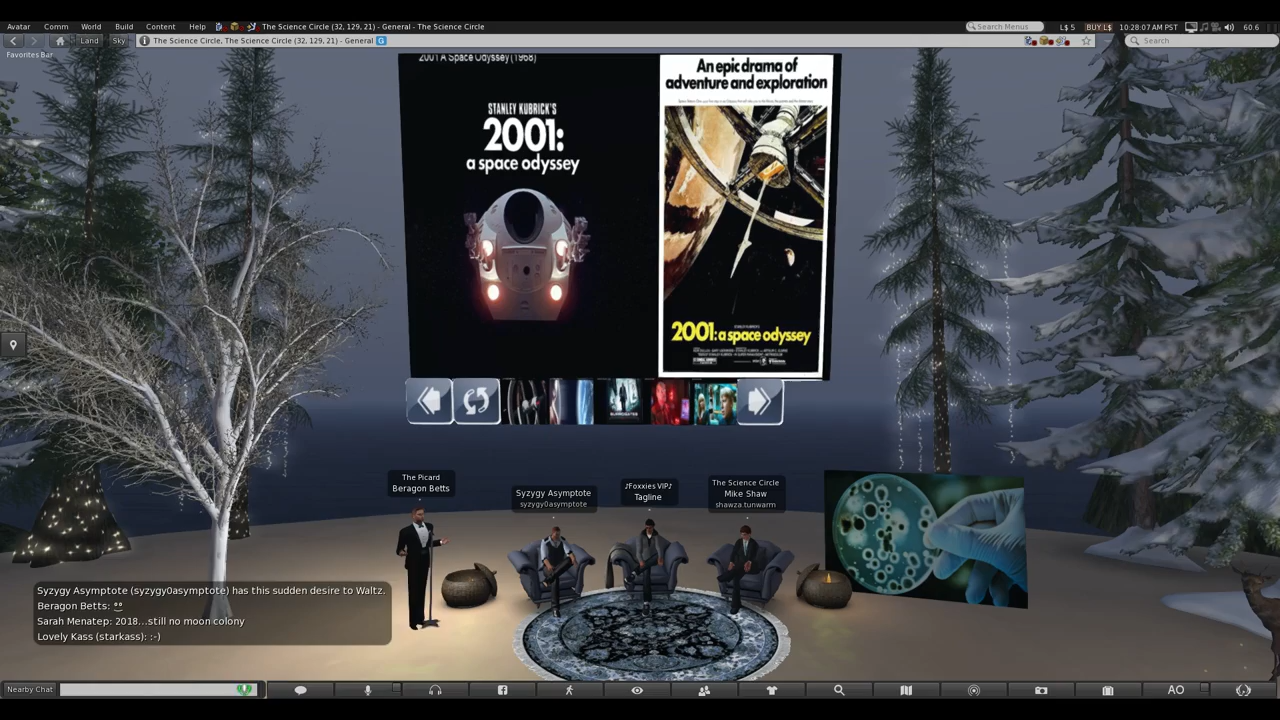 Avatar Comm World Build Content Help The Science Circle (32, 129, 21) - General - The Science Circle Search Menus L$ 5 BUY L$ 10:28:07 AM PST 60.6
Land Sky The Science Circle, The Science Circle (32, 129, 21) - General G Search
Favorites Bar
2001 A Space Odyssey (1968)
STANLEY KUBRICK'S
2001:
a space odyssey
An epic drama of
adventure and exploration
2001: a space odyssey
SURROGATES
The Picard
Beragon Betts
Syzygy Asymptote
syzygy0asymptote
♪Foxxies VIP♪
Tagline
The Science Circle
Mike Shaw
shawza.tunwarm
Syzygy Asymptote (syzygy0asymptote) has this sudden desire to Waltz.
Beragon Betts:
Sarah Menatep: 2018...still no moon colony
Lovely Kass (starkass): :-)
Nearby Chat AO